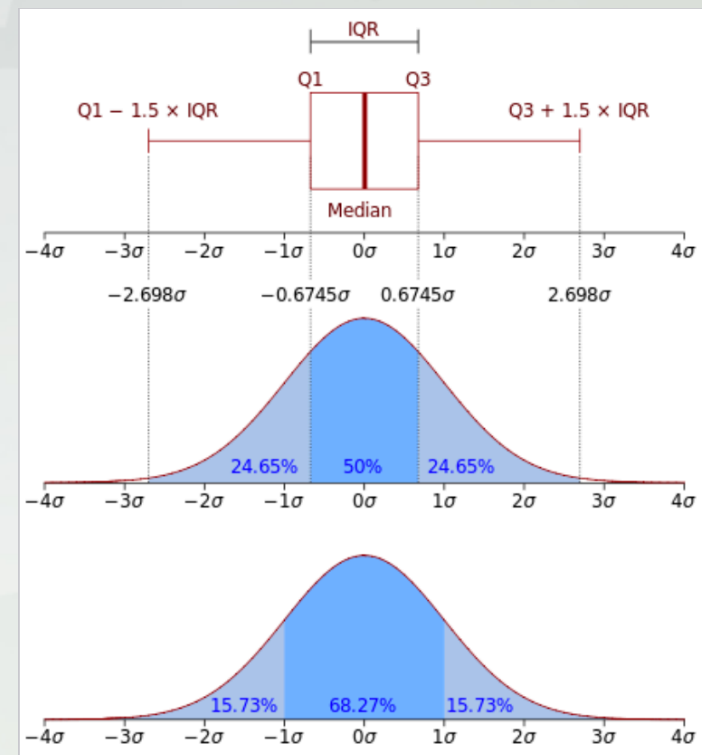 IQR
Q1 Q3
Q1 − 1.5 × IQR Q3 + 1.5 × IQR
Median
−4σ −3σ −2σ −1σ 0σ 1σ 2σ 3σ 4σ
−2.698σ −0.6745σ 0.6745σ 2.698σ
24.65% 50% 24.65%
−4σ −3σ −2σ −1σ 0σ 1σ 2σ 3σ 4σ
15.73% 68.27% 15.73%
−4σ −3σ −2σ −1σ 0σ 1σ 2σ 3σ 4σ